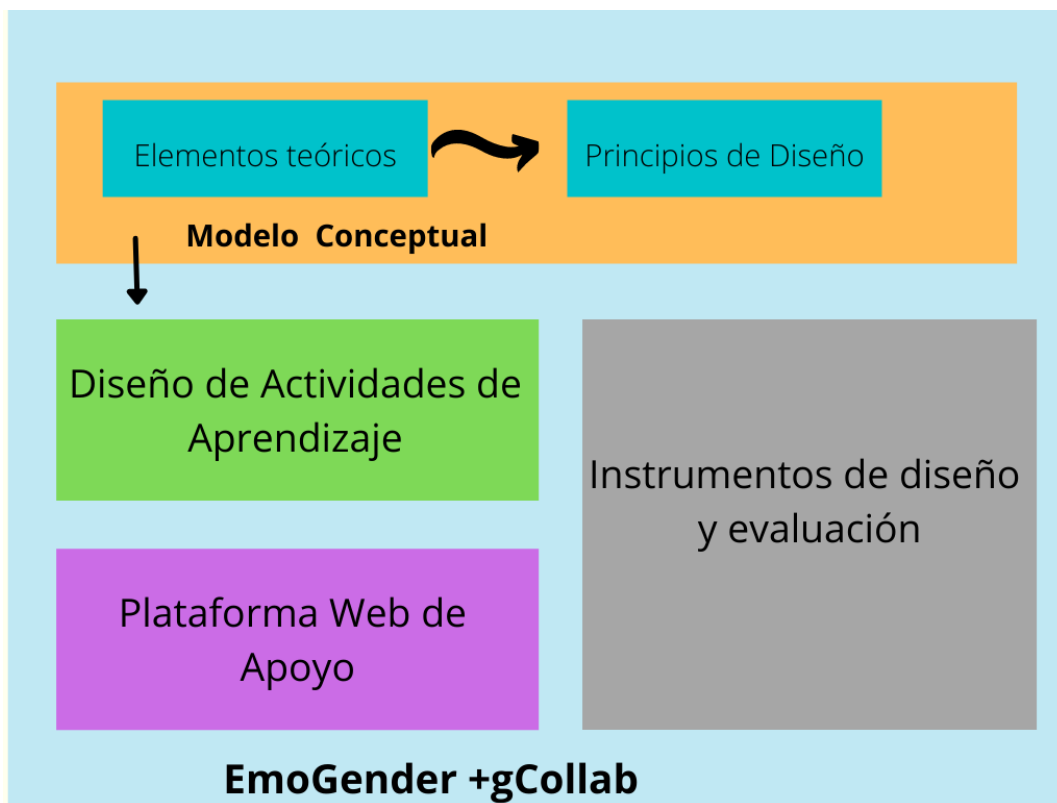 Elementos teóricos
Principios de Diseño
Modelo Conceptual
Diseño de Actividades de
Aprendizaje
Instrumentos de diseño
y evaluación
Plataforma Web de
Apoyo
EmoGender +gCollab